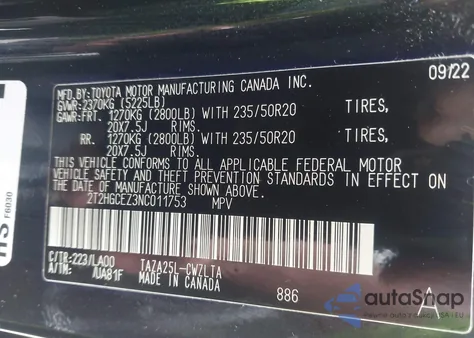 MFD.BY:TOYOTA MOTOR MANUFACTURING CANADA INC. 09/22
GVWR:2370KG (5225LB)
GAWR:FRT. 1270KG (2800LB) WITH 235/50R20 TIRES,
20X7.5J RIMS.
RR. 1270KG (2800LB) WITH 235/50R20 TIRES,
20X7.5J RIMS.
THIS VEHICLE CONFORMS TO ALL APPLICABLE FEDERAL MOTOR
VEHICLE SAFETY AND THEFT PREVENTION STANDARDS IN EFFECT ON
THE DATE OF MANUFACTURE SHOWN ABOVE.
2T2HGCEZ3NC011753 MPV
C/TR:223/LA00 TAZA25L-CWZLTA
A/TM: /UA81F MADE IN CANADA
886 A
F6030
autoSnap